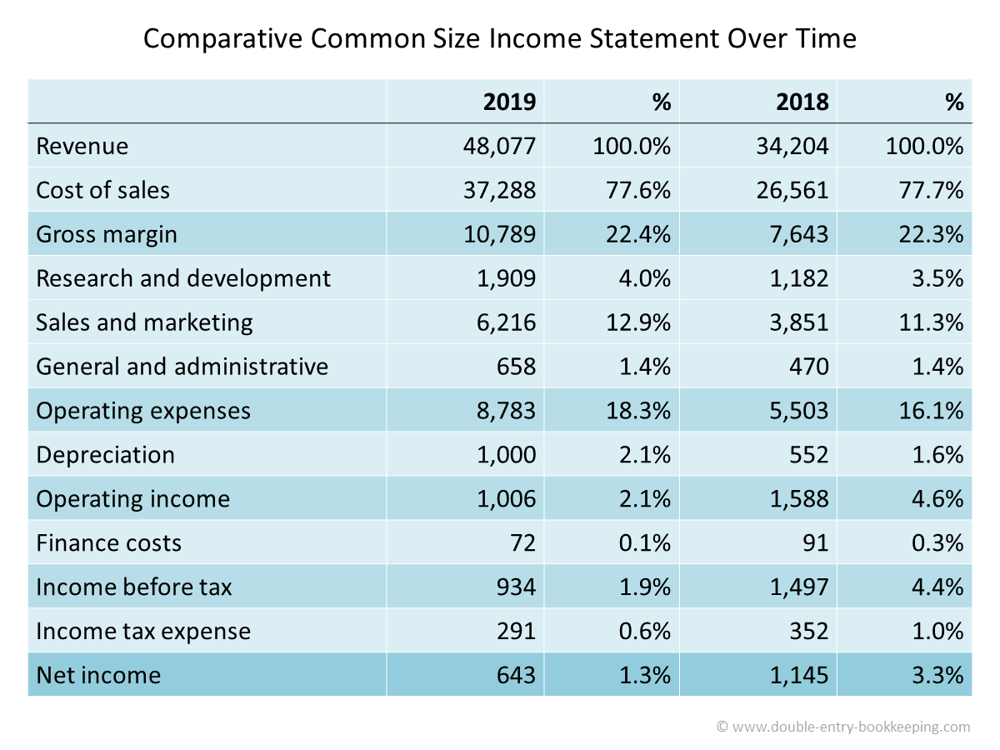 Comparative Common Size Income Statement Over Time
2019 % 2018 %
Revenue 48,077 100.0% 34,204 100.0%
Cost of sales 37,288 77.6% 26,561 77.7%
Gross margin 10,789 22.4% 7,643 22.3%
Research and development 1,909 4.0% 1,182 3.5%
Sales and marketing 6,216 12.9% 3,851 11.3%
General and administrative 658 1.4% 470 1.4%
Operating expenses 8,783 18.3% 5,503 16.1%
Depreciation 1,000 2.1% 552 1.6%
Operating income 1,006 2.1% 1,588 4.6%
Finance costs 72 0.1% 91 0.3%
Income before tax 934 1.9% 1,497 4.4%
Income tax expense 291 0.6% 352 1.0%
Net income 643 1.3% 1,145 3.3%
© www.double-entry-bookkeeping.com